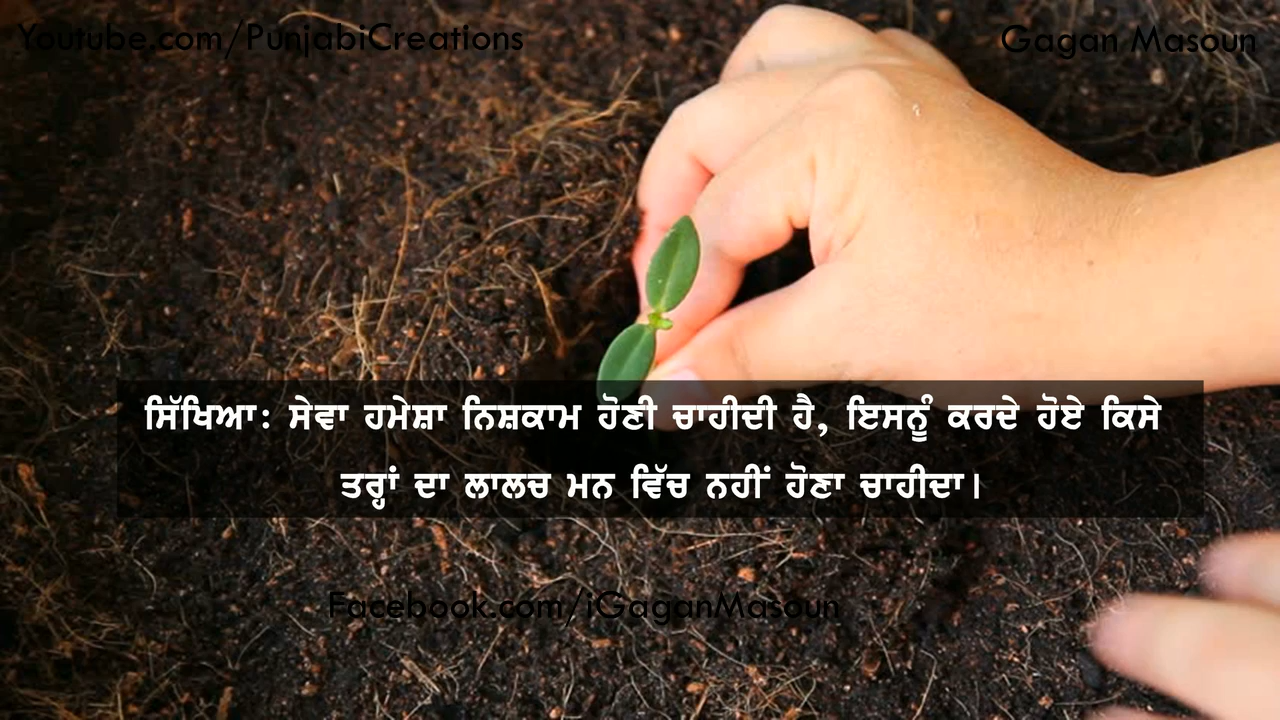 Youtube.com/PunjabiCreations
Gagan Masoun
ਸਿੱਖਿਆ: ਸੇਵਾ ਹਮੇਸ਼ਾ ਨਿਸ਼ਕਾਮ ਹੋਣੀ ਚਾਹੀਦੀ ਹੈ, ਇਸਨੂੰ ਕਰਦੇ ਹੋਏ ਕਿਸੇ
ਤਰ੍ਹਾਂ ਦਾ ਲਾਲਚ ਮਨ ਵਿੱਚ ਨਹੀਂ ਹੋਣਾ ਚਾਹੀਦਾ।
Facebook.com/iGaganMasoun